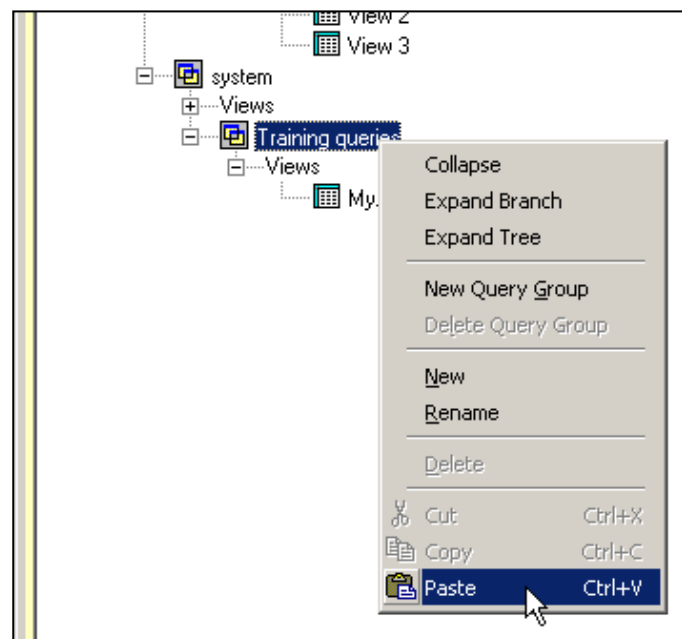 View 2
View 3
system
Views
Training queries
Views
My.
Collapse
Expand Branch
Expand Tree
New Query Group
Delete Query Group
New
Rename
Delete
Cut Ctrl+X
Copy Ctrl+C
Paste Ctrl+V